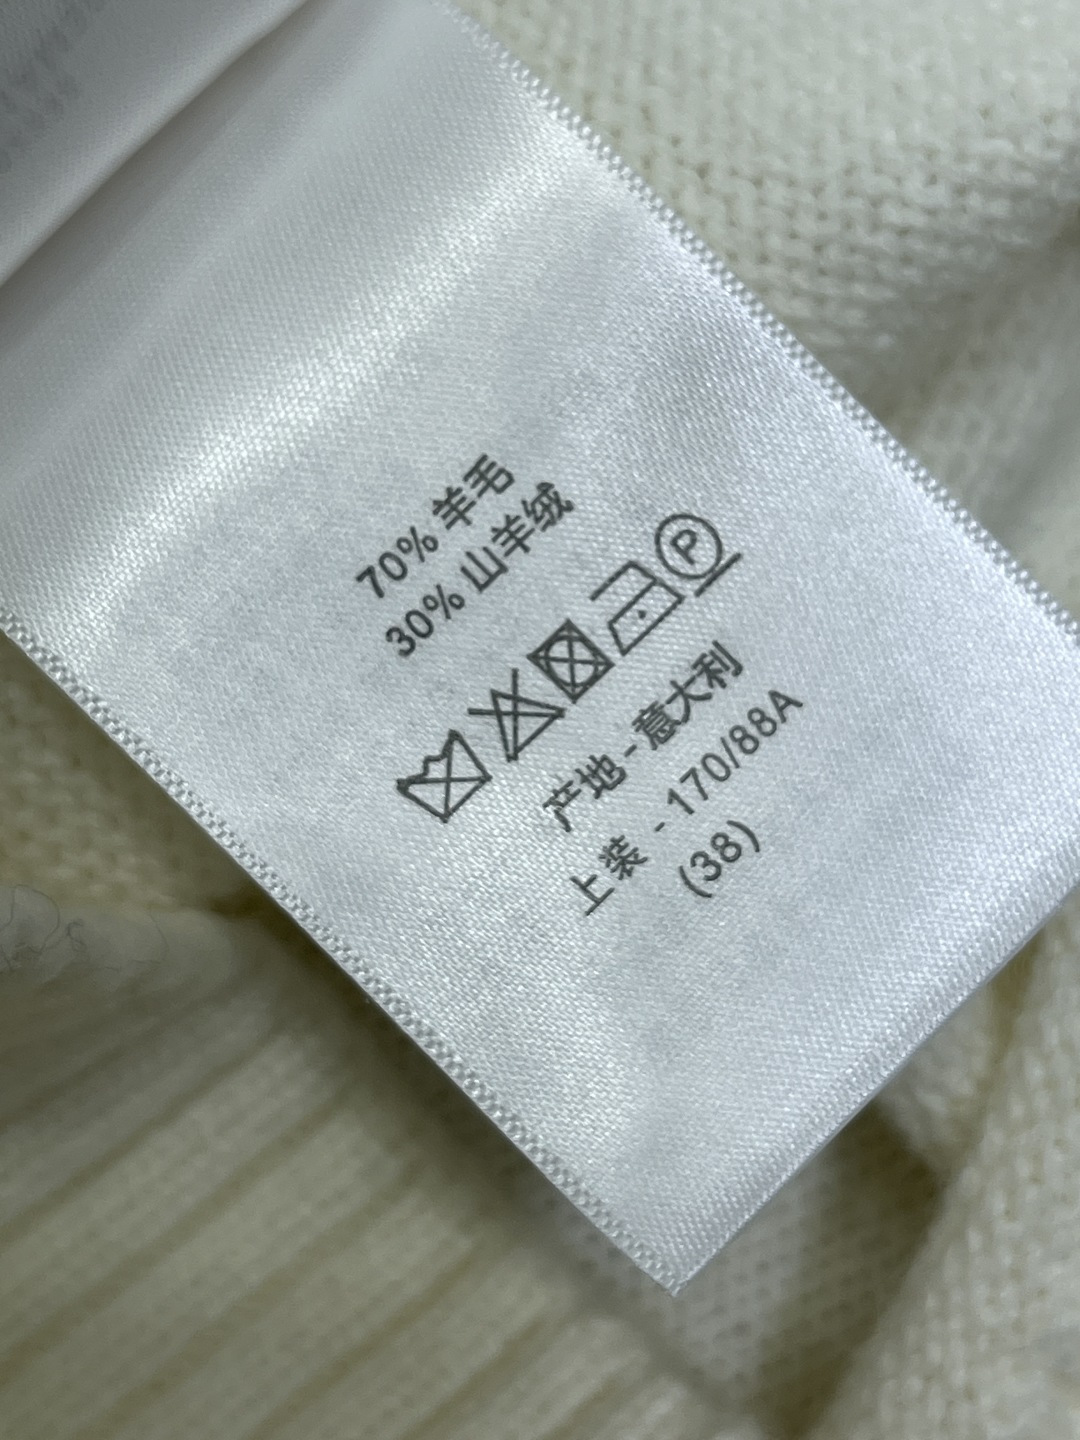 70% 羊毛
30% 山羊绒
P
产地 - 意大利
上装 - 170/88A
(38)